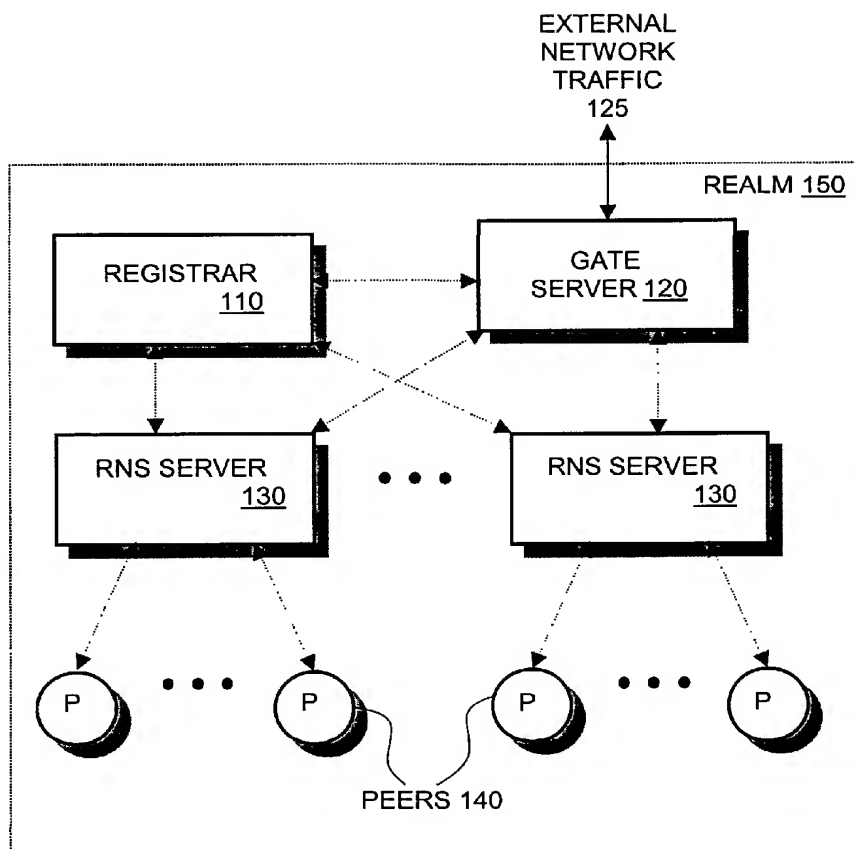 EXTERNAL
NETWORK
TRAFFIC
125
REALM 150
REGISTRAR
110
GATE
SERVER 120
RNS SERVER
130
RNS SERVER
130
P
P
P
P
PEERS 140